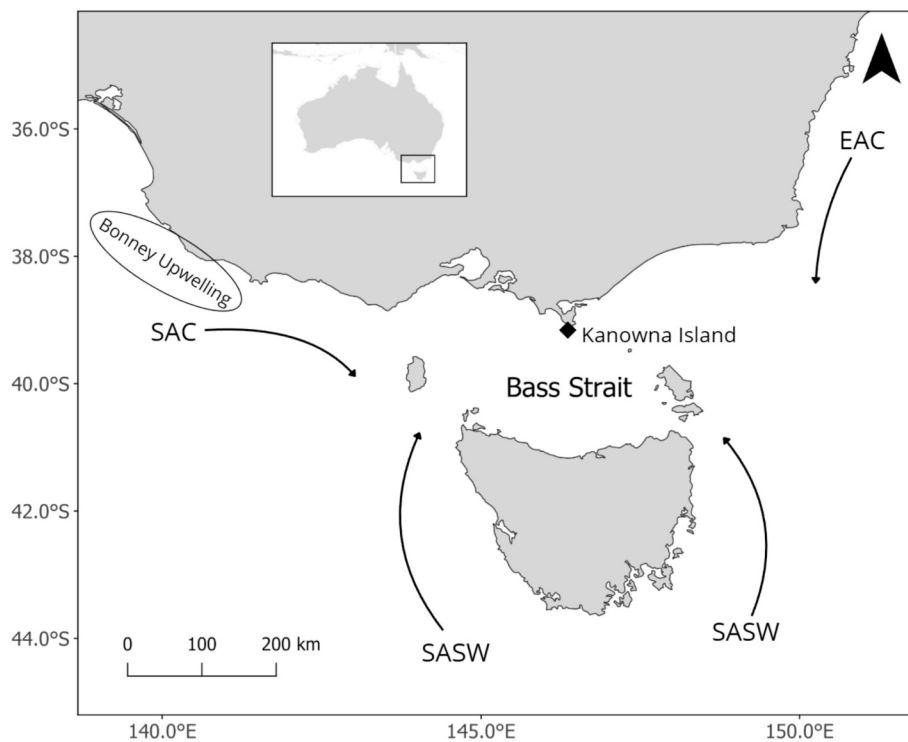 36.0°S
EAC
Bonney Upwelling
38.0°S
SAC
Kanowna Island
40.0°S
Bass Strait
42.0°S
44.0°S
0 100 200 km
SASW
SASW
140.0°E 145.0°E 150.0°E